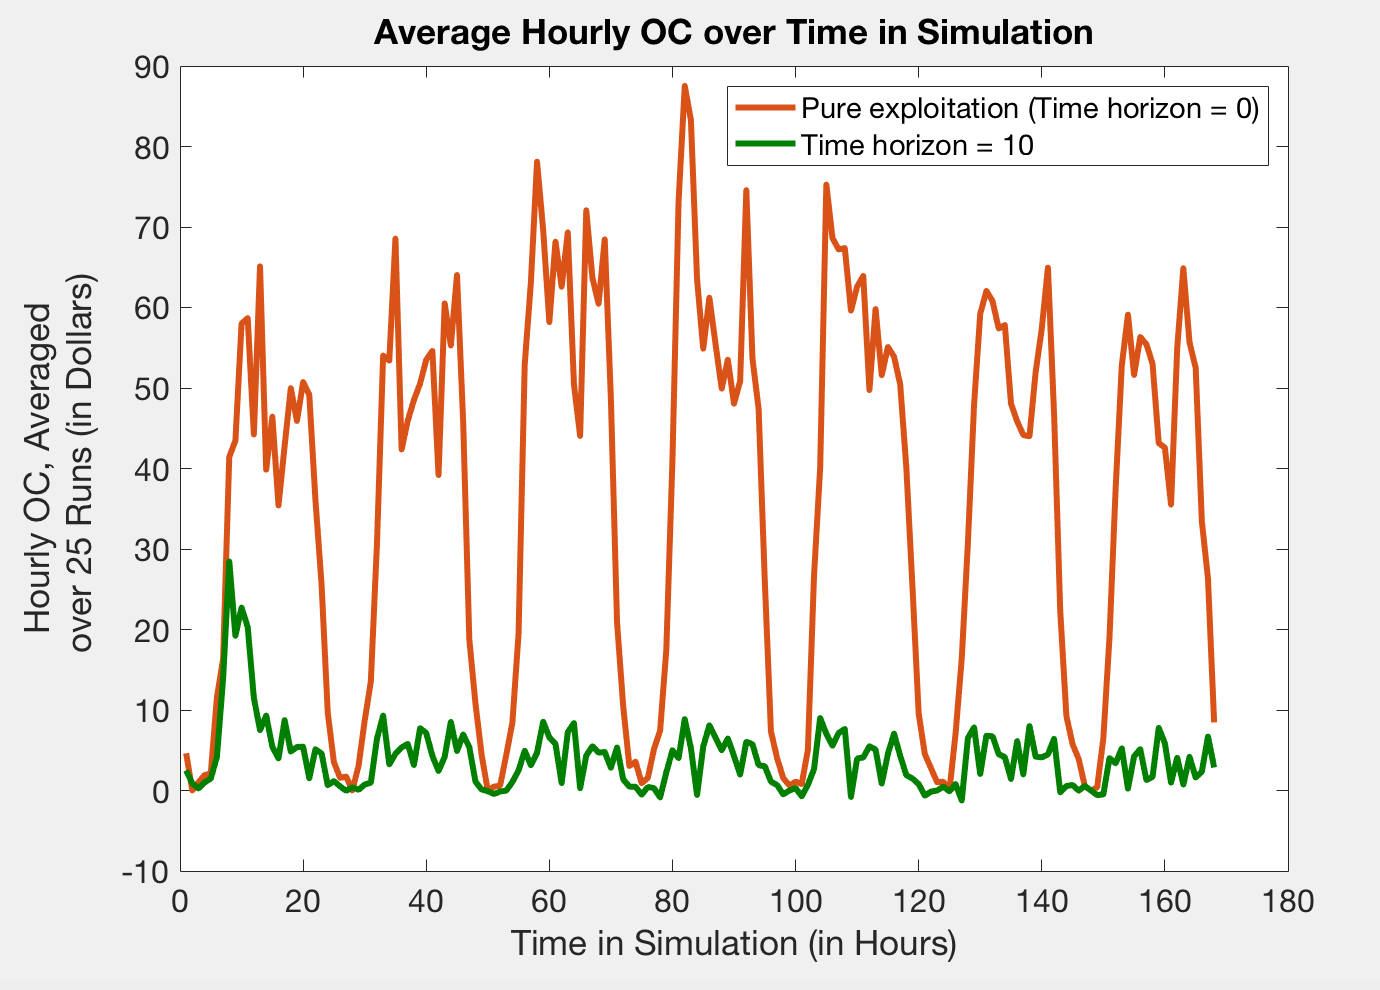 Average Hourly OC over Time in Simulation
90
80
70
60
50
40
30
20
10
0
-10
Hourly OC, Averaged
over 25 Runs (in Dollars)
Pure exploitation (Time horizon = 0)
Time horizon = 10
0 20 40 60 80 100 120 140 160 180
Time in Simulation (in Hours)